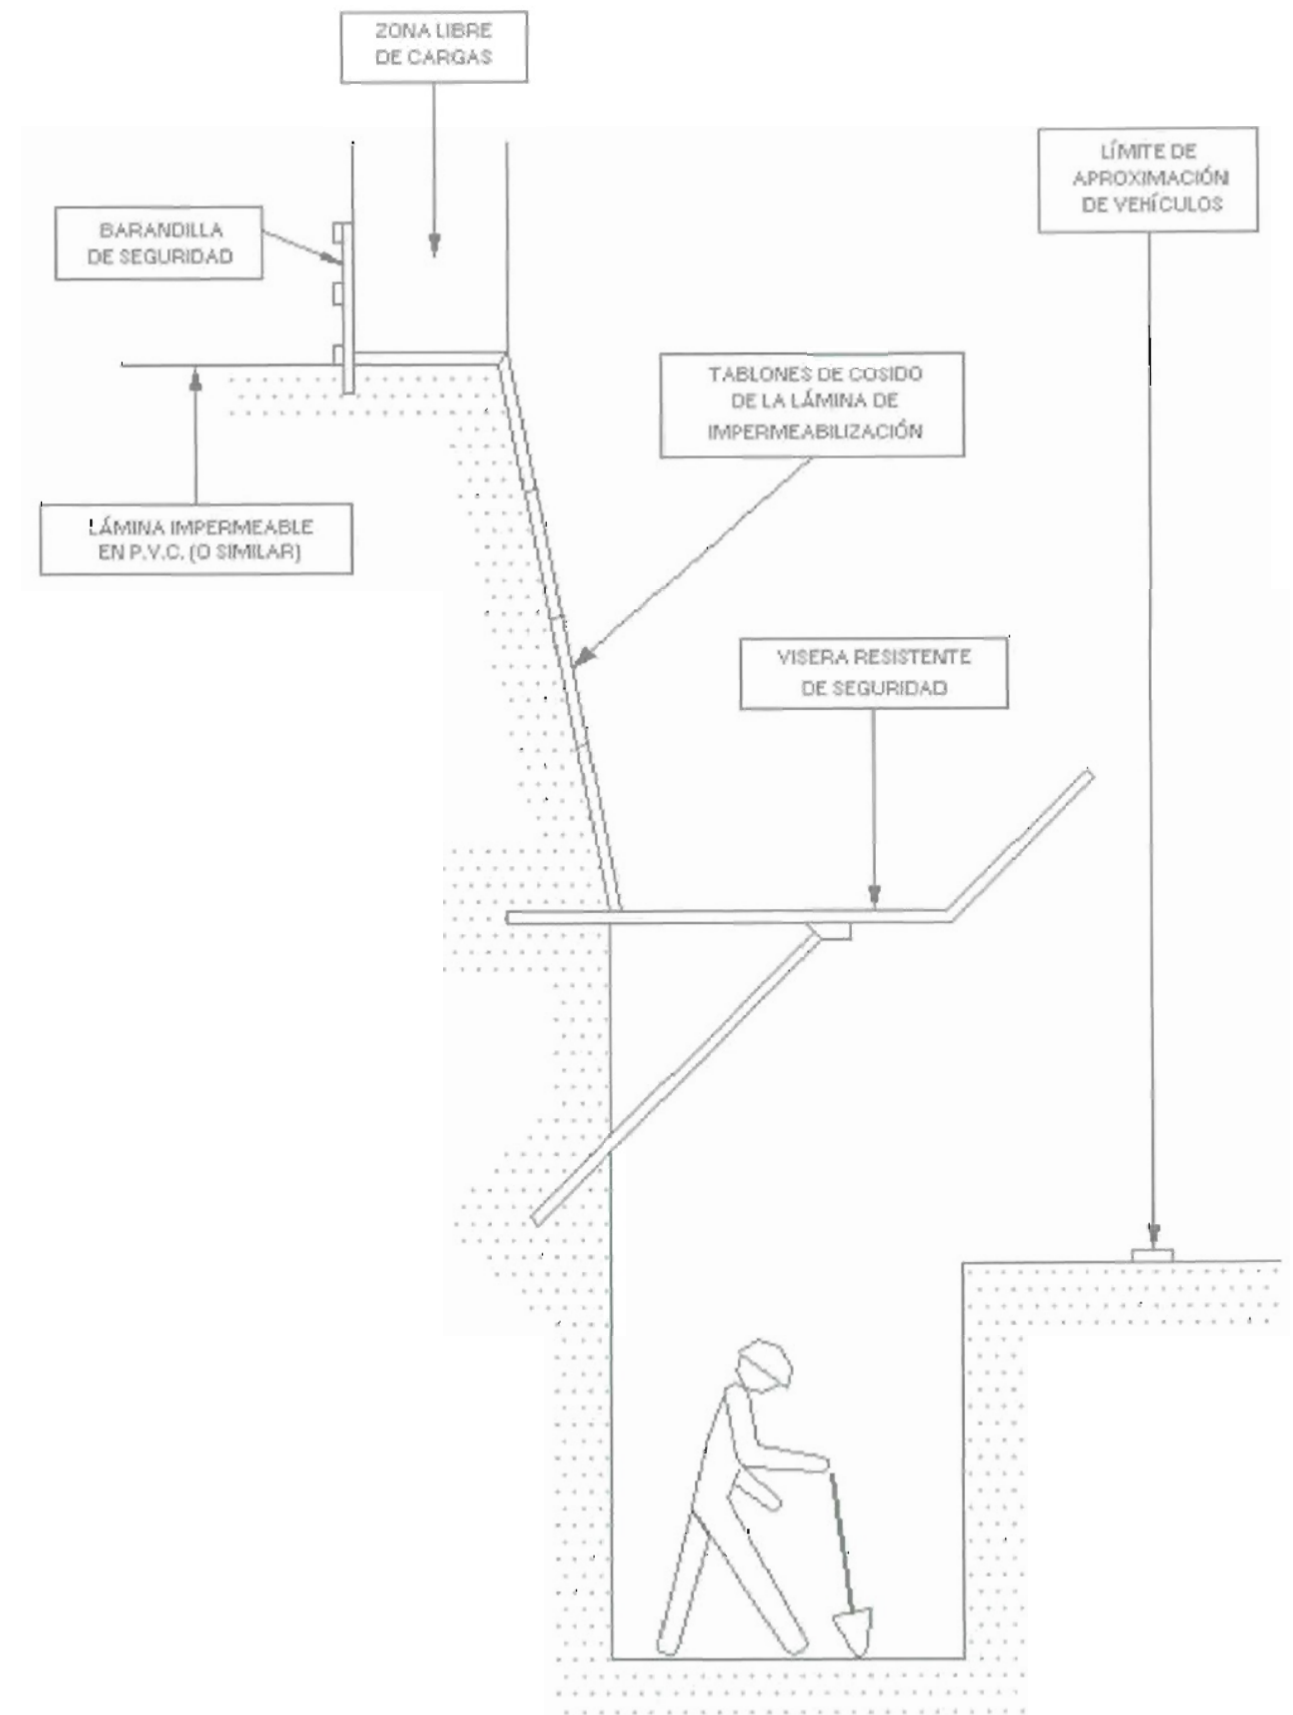 ZONA LIBRE
DE CARGAS
LÍMITE DE
APROXIMACIÓN
DE VEHÍCULOS
BARANDILLA
DE SEGURIDAD
TABLONES DE COSIDO
DE LA LÁMINA DE
IMPERMEABILIZACIÓN
LÁMINA IMPERMEABLE
EN P.V.C. (O SIMILAR)
VISERA RESISTENTE
DE SEGURIDAD